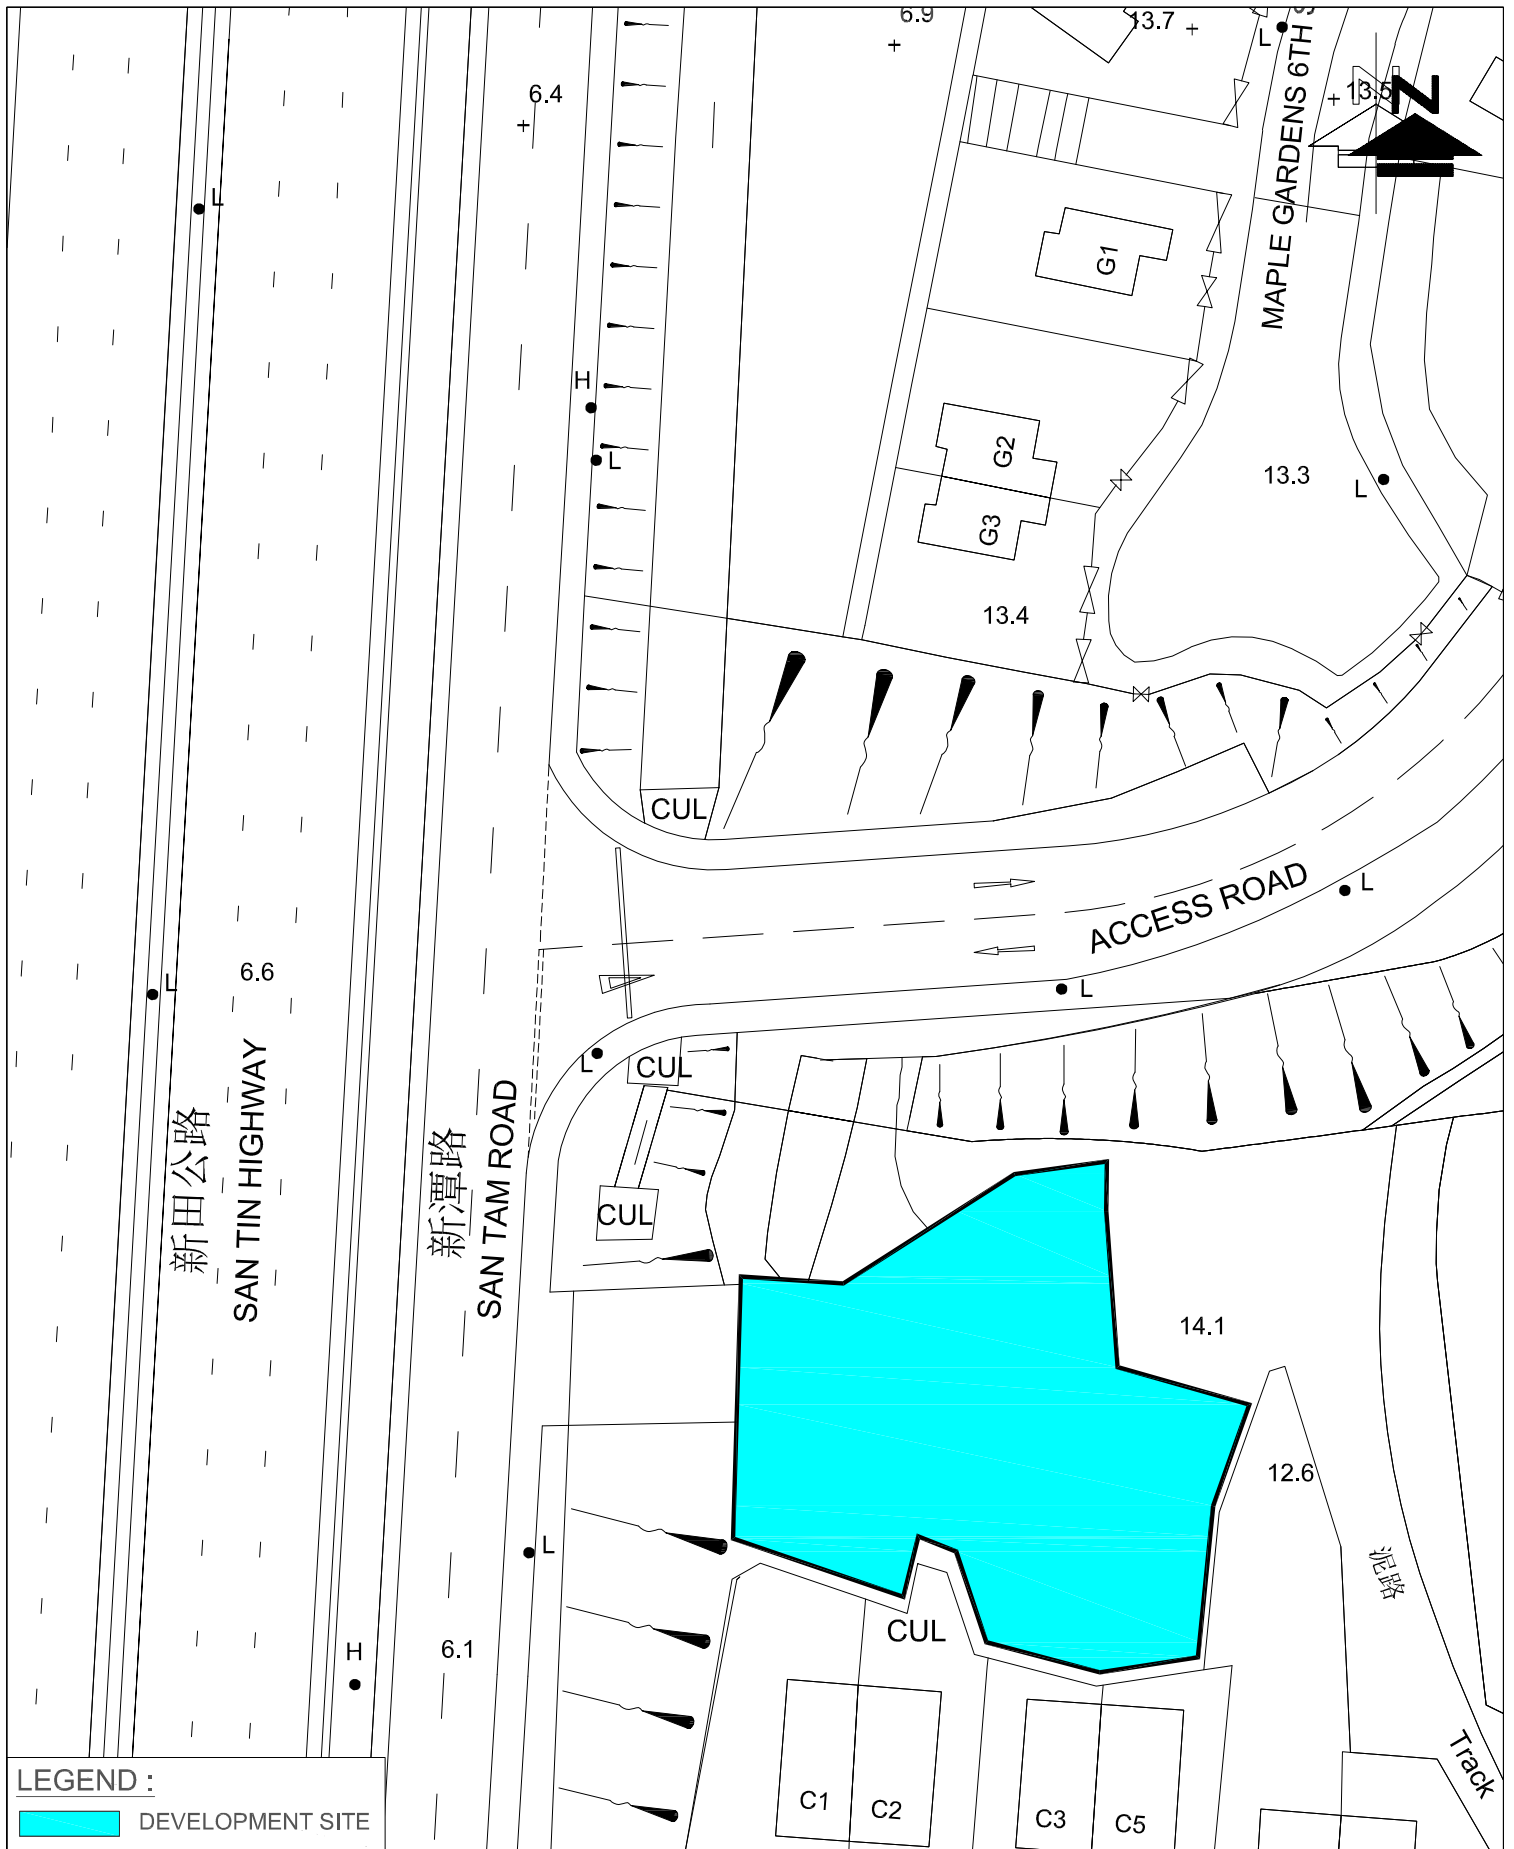 6.9
13.7
L
MAPLE GARDENS 6TH S
13.5
N
6.4
L
G1
H
L
G2
G3
13.3
L
13.4
CUL
ACCESS ROAD
L
L
6.6
L
L
CUL
CUL
新田公路
SAN TIN HIGHWAY
新潭路
SAN TAM ROAD
14.1
12.6
泥路
L
CUL
H
6.1
Track
C1
C2
C3
C5
LEGEND :
DEVELOPMENT SITE